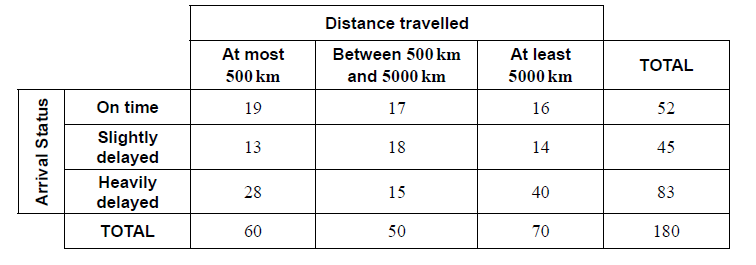 Distance travelled
At most
500 km
Between 500 km
and 5000 km
At least
5000 km
TOTAL
Arrival Status
On time
19
17
16
52
Slightly
delayed
13
18
14
45
Heavily
delayed
28
15
40
83
TOTAL
60
50
70
180